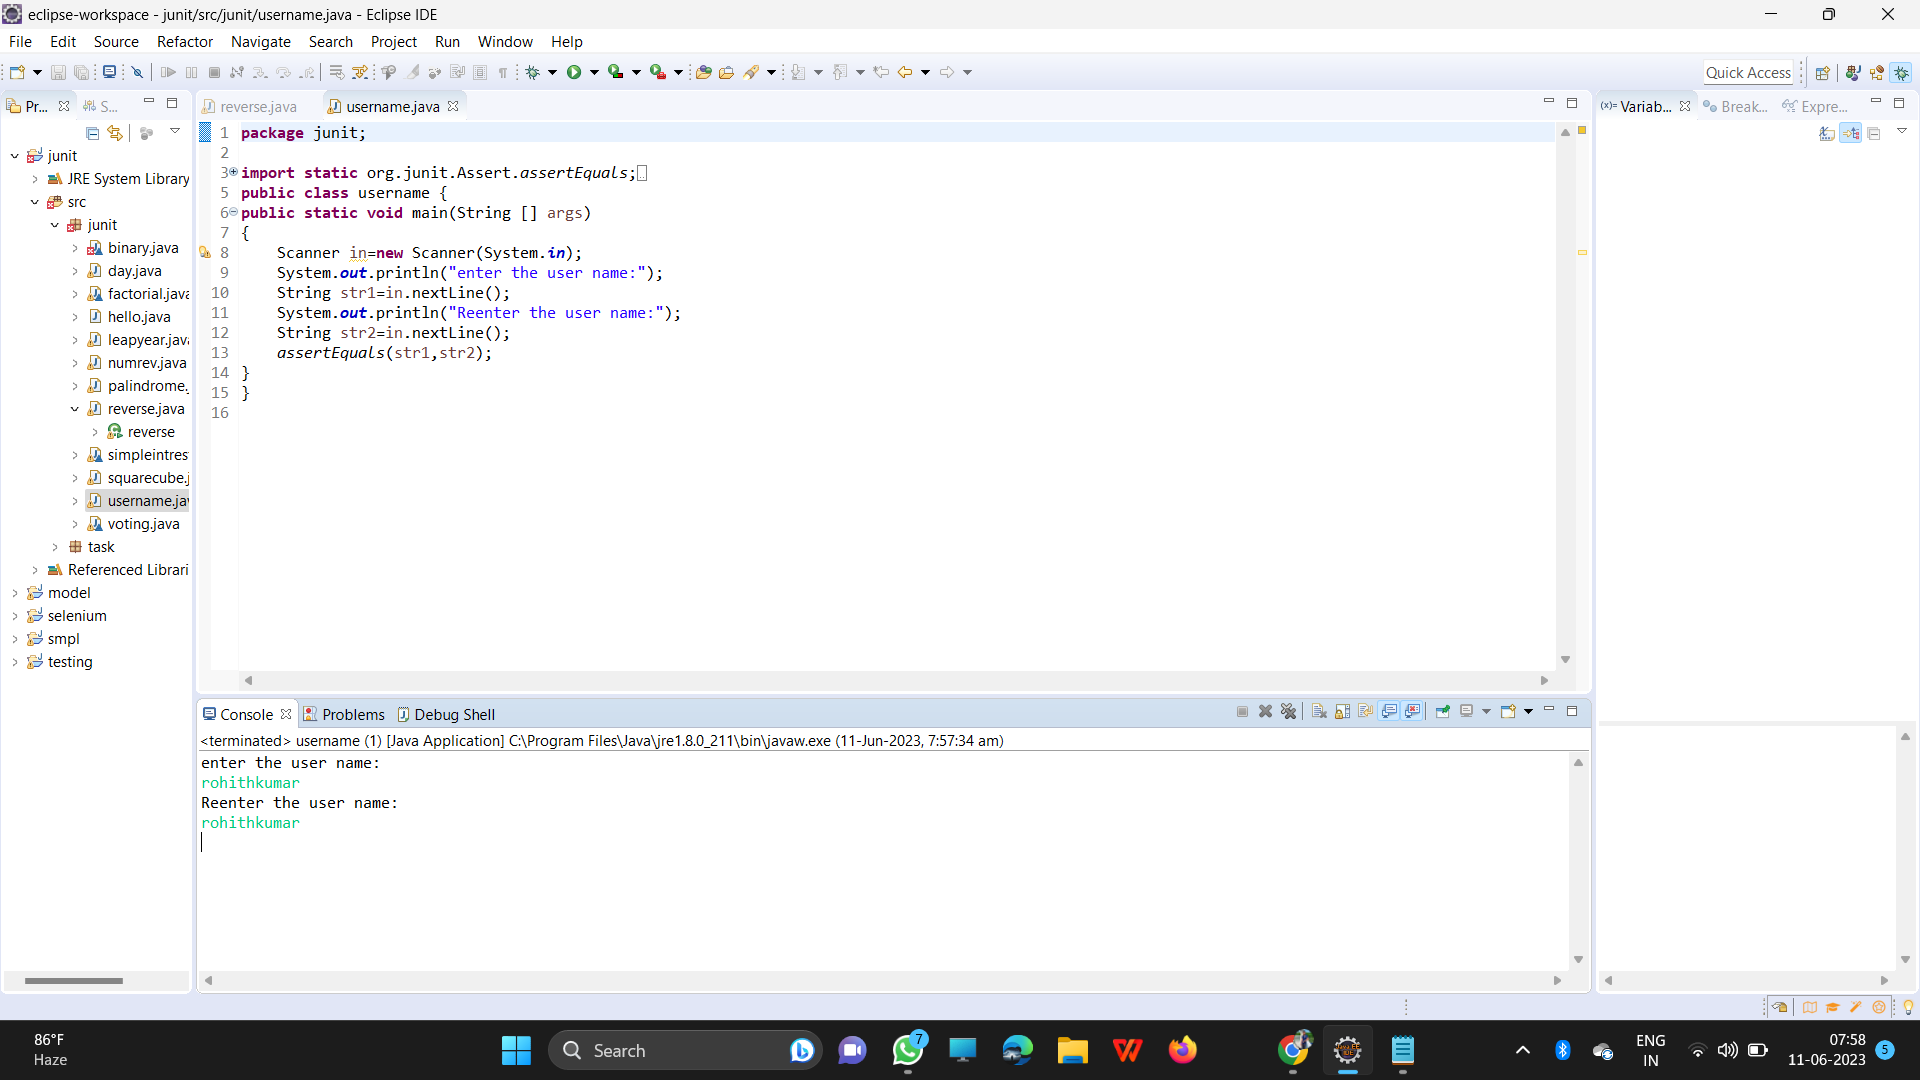 eclipse-workspace - junit/src/junit/username.java - Eclipse IDE
File Edit Source Refactor Navigate Search Project Run Window Help
Quick Access
Pr...
S...
junit
JRE System Library
src
junit
binary.java
day.java
factorial.java
hello.java
leapyear.java
numrev.java
palindrome.
reverse.java
reverse
simpleintres
squarecube.j
username.jav
voting.java
task
Referenced Librari
model
selenium
smpl
testing
reverse.java
username.java
1 package junit;
2
3 import static org.junit.Assert.assertEquals;
5 public class username {
6 public static void main(String [] args)
7 {
8 Scanner in=new Scanner(System.in);
9 System.out.println("enter the user name:");
10 String str1=in.nextLine();
11 System.out.println("Reenter the user name:");
12 String str2=in.nextLine();
13 assertEquals(str1,str2);
14 }
15 }
16
(x)= Variab...
Break...
Expre...
Console
Problems
Debug Shell
<terminated> username (1) [Java Application] C:\Program Files\Java\jre1.8.0_211\bin\javaw.exe (11-Jun-2023, 7:57:34 am)
enter the user name:
rohithkumar
Reenter the user name:
rohithkumar
86°F
Haze
Search
7
ENG
IN
07:58
11-06-2023
5